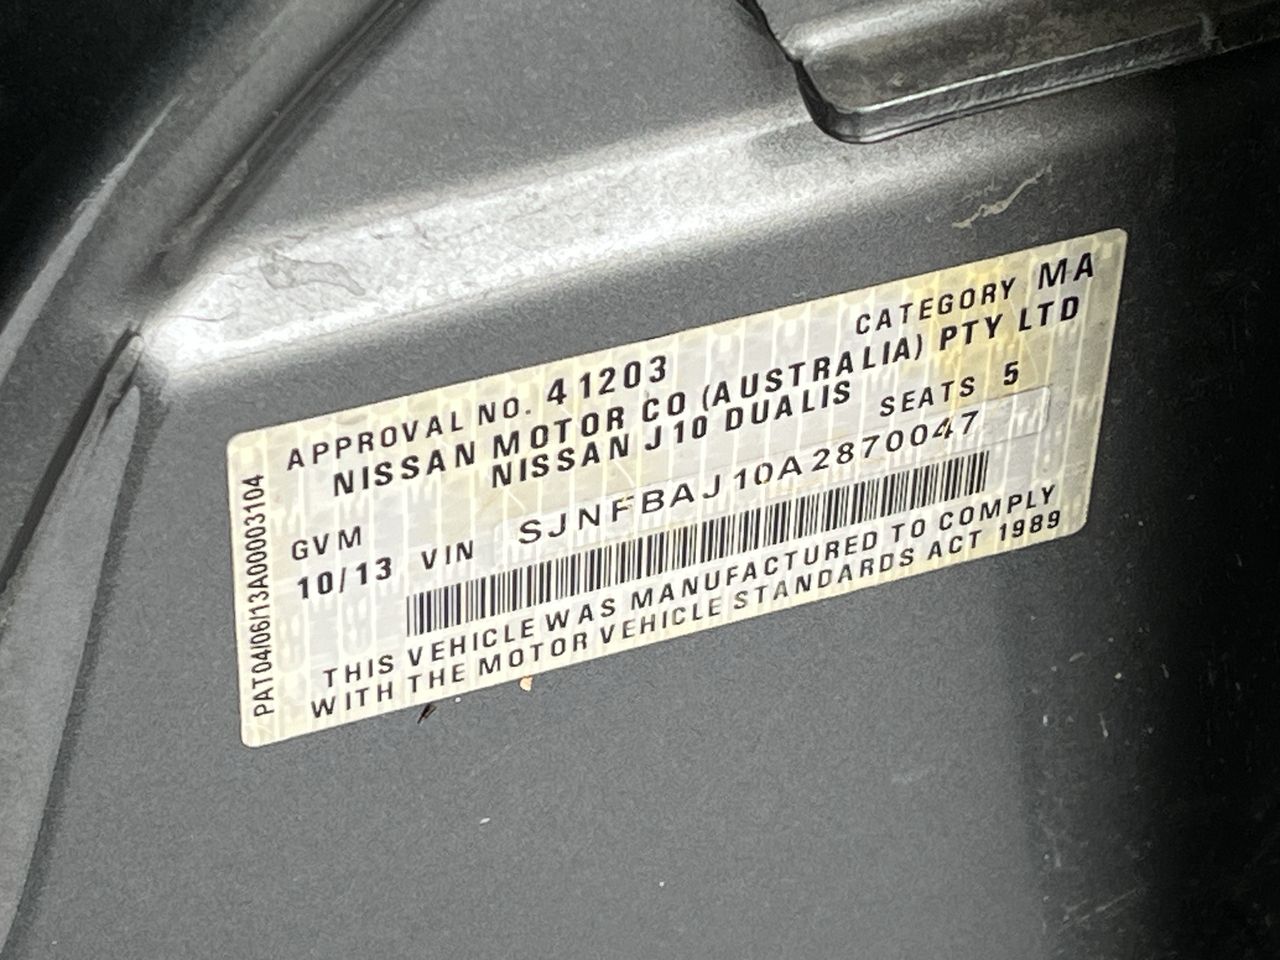 APPROVAL NO. 41203 CATEGORY MA
NISSAN MOTOR CO (AUSTRALIA) PTY LTD
NISSAN J10 DUALIS SEATS 5
GVM
10/13 VIN SJNFBAJ10A2870047
THIS VEHICLE WAS MANUFACTURED TO COMPLY
WITH THE MOTOR VEHICLE STANDARDS ACT 1989
PAT04/06/13A00003104